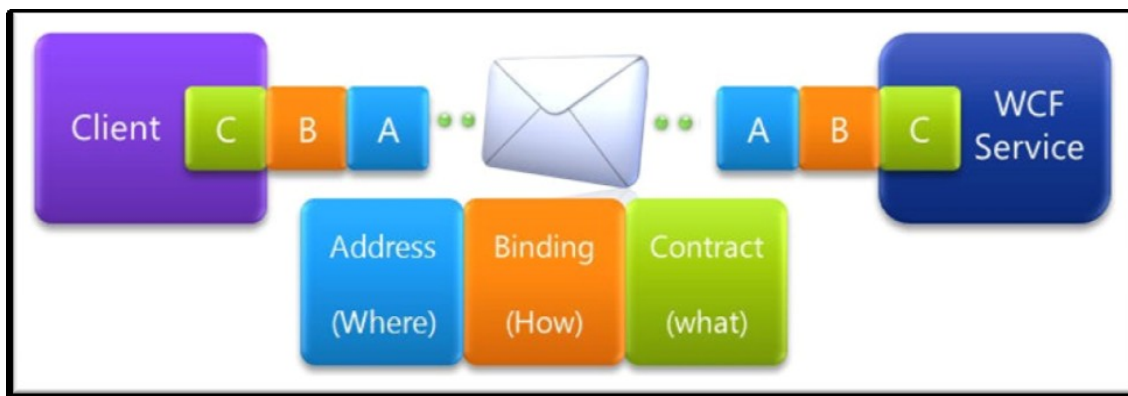 Client
C
B
A
A
B
C
WCF
Service
Address
(Where)
Binding
(How)
Contract
(what)